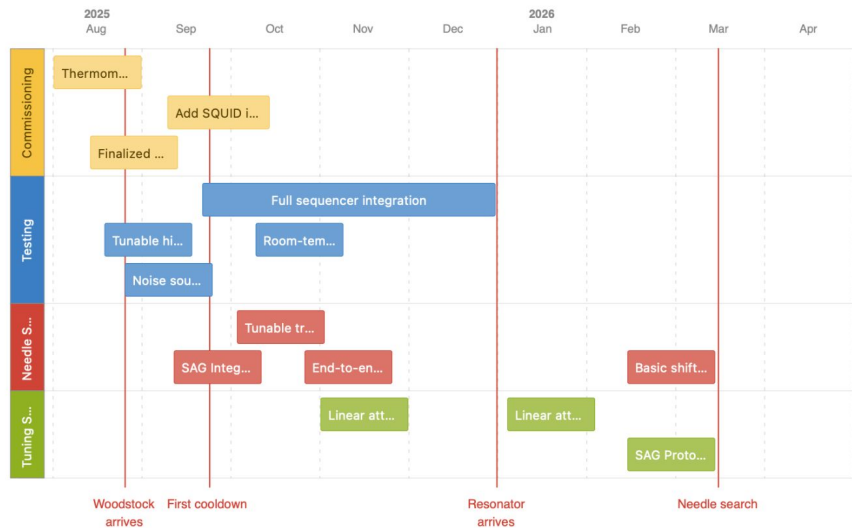 2025
2026
Aug
Sep
Oct
Nov
Dec
Jan
Feb
Mar
Apr
Commissioning
Thermom...
Add SQUID i...
Finalized ...
Testing
Full sequencer integration
Tunable hi...
Room-tem...
Noise sou...
Needle S...
Tunable tr...
SAG Integ...
End-to-en...
Basic shift...
Tuning S...
Linear att...
Linear att...
SAG Proto...
Woodstock
arrives
First cooldown
Resonator
arrives
Needle search